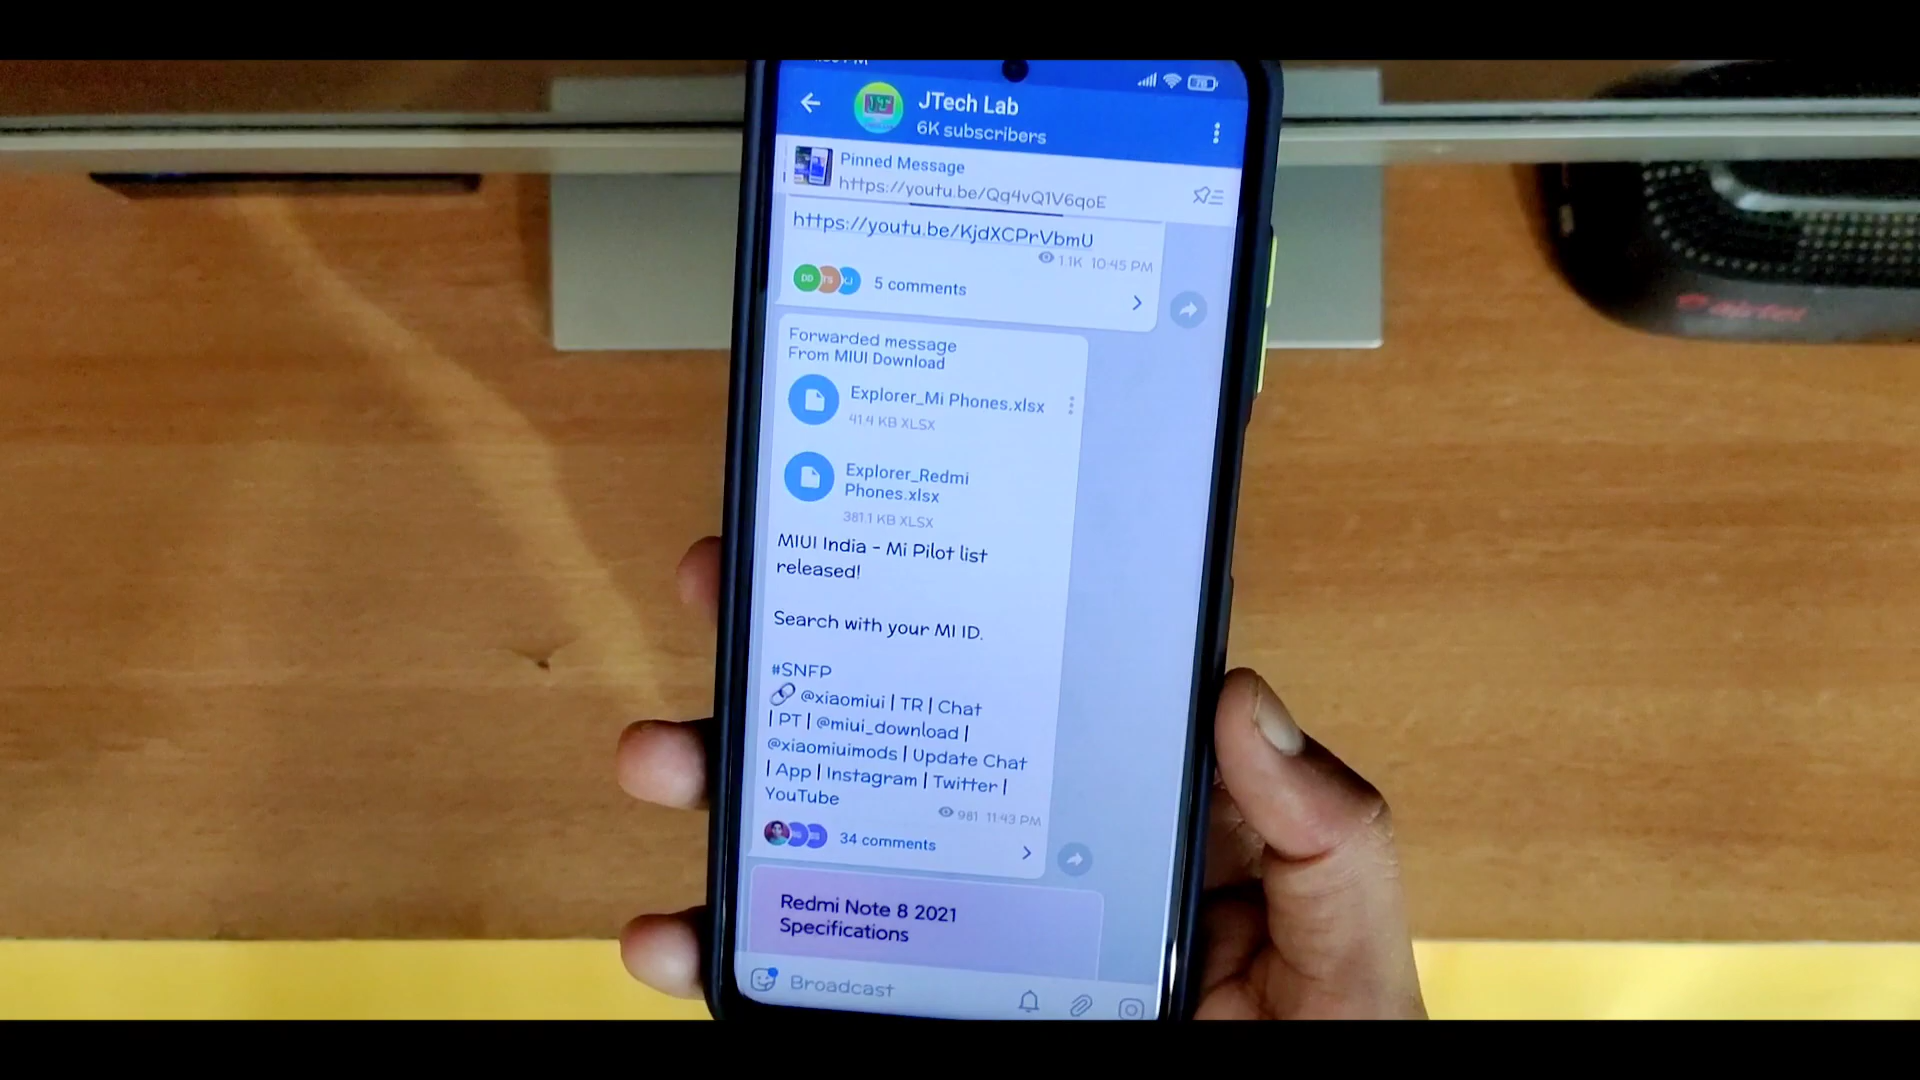 JTech Lab
6K subscribers
Pinned Message
https://youtu.be/Qq4vQ1V6qoE
https://youtu.be/KjdXCPrVbmU
1.1K 10:45 PM
5 comments
Forwarded message
From MIUI Download
Explorer_Mi Phones.xlsx
41.4 KB XLSX
Explorer_Redmi
Phones.xlsx
381.1 KB XLSX
MIUI India - Mi Pilot list
released!
Search with your MI ID.
#SNFP
@xiaomiui | TR | Chat
| PT | @miui_download |
@xiaomiuimods | Update Chat
| App | Instagram | Twitter |
YouTube
981 11:43 PM
34 comments
Redmi Note 8 2021
Specifications
Broadcast
airtel